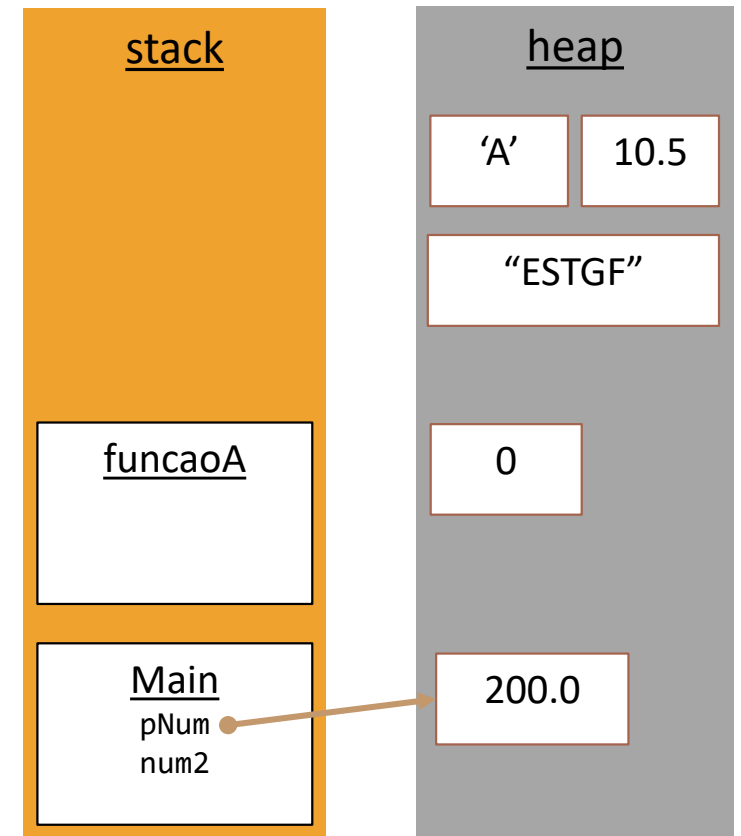 stack
funcaoA
Main
pNum
num2
heap
‘A’
10.5
“ESTGF”
0
200.0